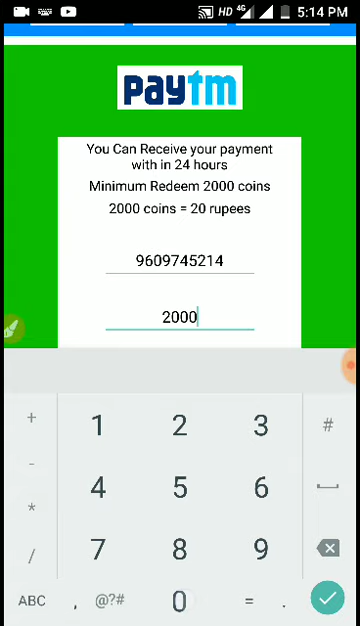 HD 4G 5:14 PM
paytm
You Can Receive your payment
with in 24 hours
Minimum Redeem 2000 coins
2000 coins = 20 rupees
9609745214
2000
+ 1 2 3 #
- 4 5 6
*
/ 7 8 9
ABC , @?# 0 = .